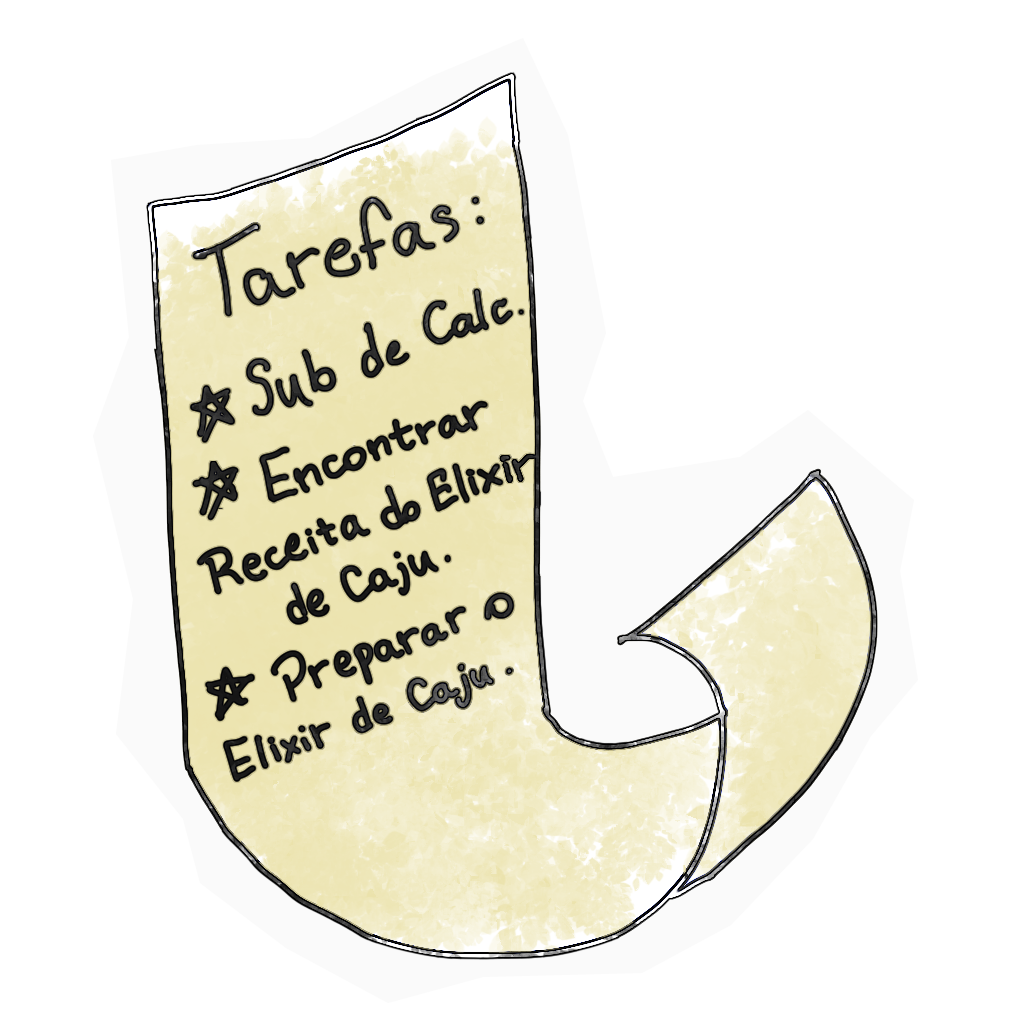 Tarefas:
Sub de Calc.
Encontrar
Receita do Elixir
de Caju.
Preparar o
Elixir de Caju.